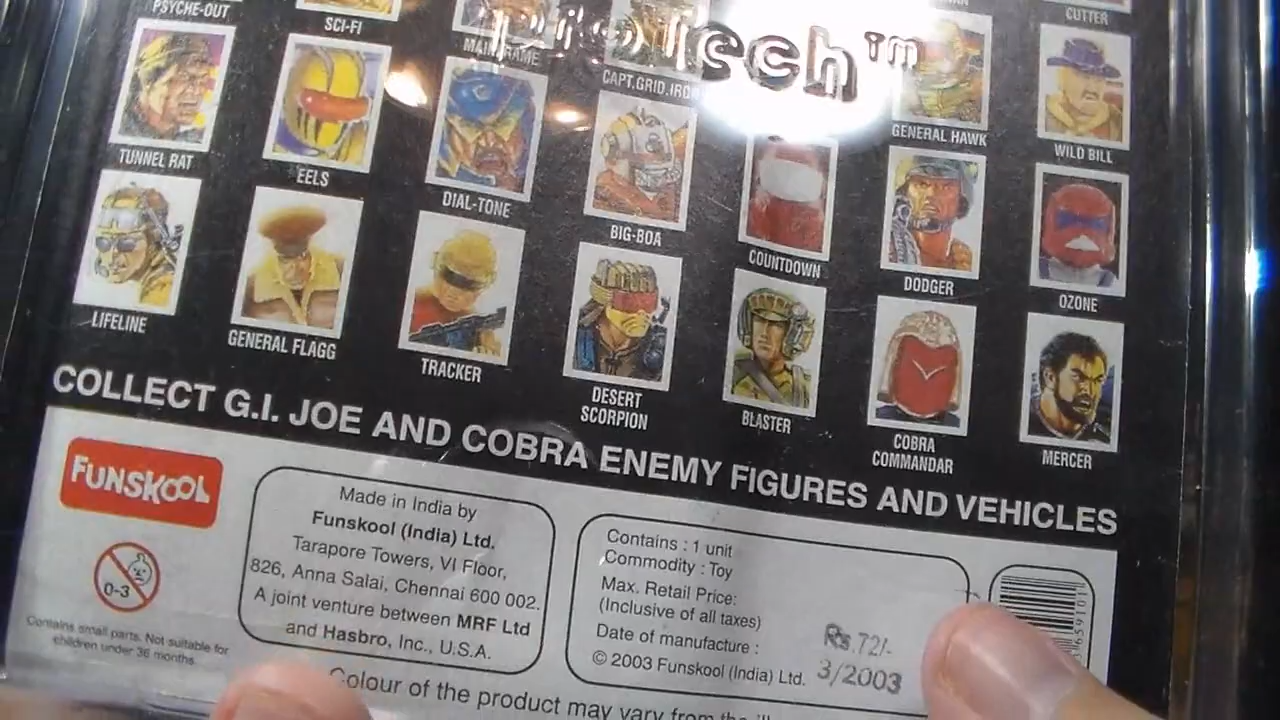 PSYCHE-OUT
SCI-FI
MAINFRAME
CAPT.GRID.IRON
CUTTER
TUNNEL RAT
EELS
DIAL-TONE
BIG-BOA
COUNTDOWN
GENERAL HAWK
WILD BILL
LIFELINE
GENERAL FLAGG
TRACKER
DESERT
SCORPION
BLASTER
DODGER
OZONE
COBRA
COMMANDAR
MERCER
COLLECT G.I. JOE AND COBRA ENEMY FIGURES AND VEHICLES
FUNSKOOL
0-3
Contains small parts. Not suitable for
children under 36 months.
Made in India by
Funskool (India) Ltd.
Tarapore Towers, VI Floor,
826, Anna Salai, Chennai 600 002.
A joint venture between MRF Ltd
and Hasbro, Inc., U.S.A.
Contains : 1 unit
Commodity : Toy
Max. Retail Price:
(Inclusive of all taxes)
Rs.72/-
Date of manufacture :
3/2003
© 2003 Funskool (India) Ltd.
Colour of the product may vary from the